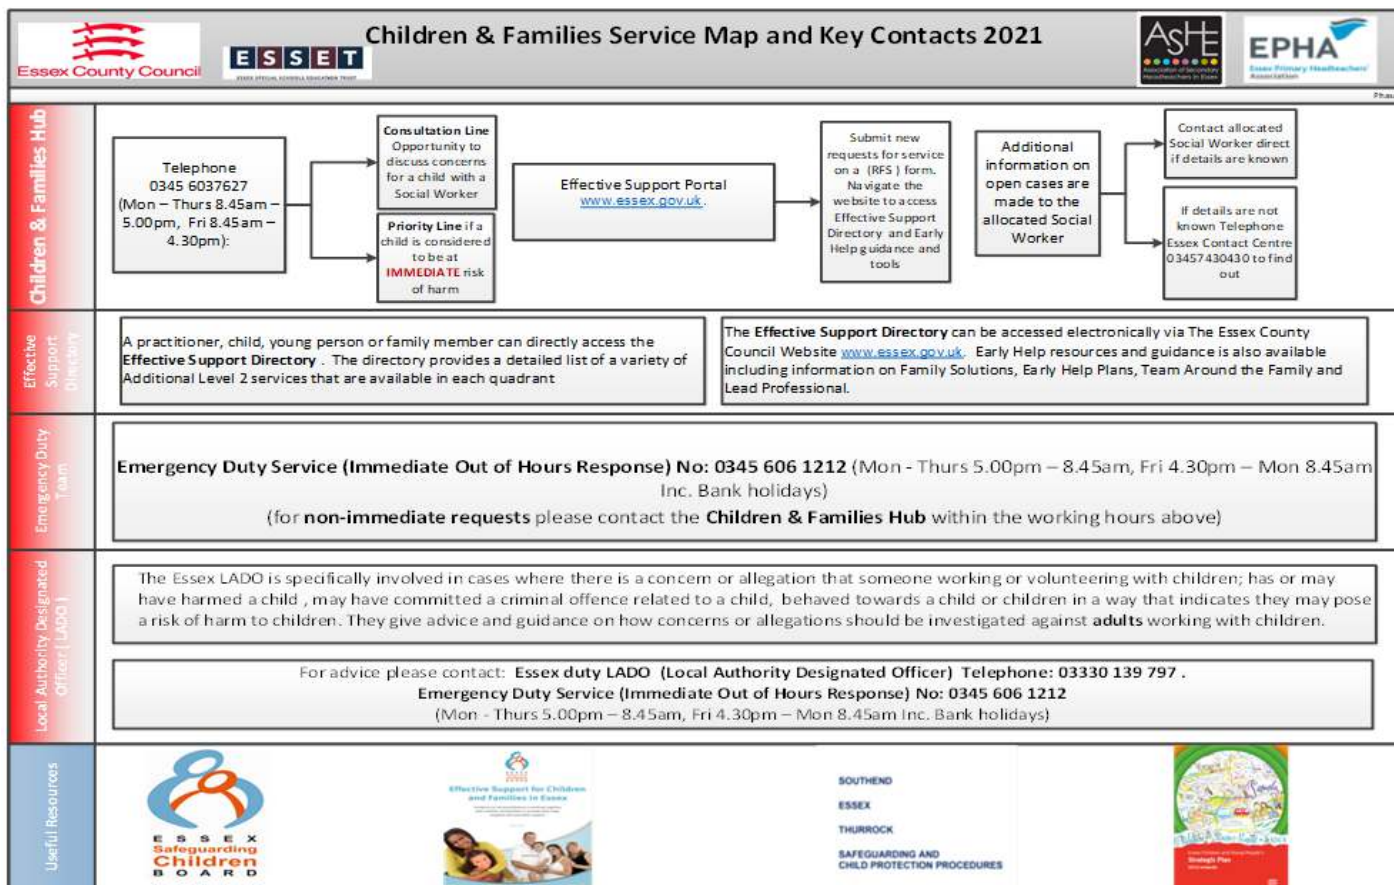 Essex County Council
ESSET
ESSEX SPECIAL SCHOOLS EDUCATION TRUST
Children & Families Service Map and Key Contacts 2021
ASHE
Association of Secondary
Headteachers in Essex
EPHA
Essex Primary Headteachers'
Association
Children & Families Hub
Telephone
0345 6037627
(Mon – Thurs 8.45am –
5.00pm, Fri 8.45am –
4.30pm):
Consultation Line
Opportunity to
discuss concerns
for a child with a
Social Worker
Priority Line if a
child is considered
to be at
IMMEDIATE risk
of harm
Effective Support Portal
www.essex.gov.uk.
Submit new
requests for service
on a (RFS ) form.
Navigate the
website to access
Effective Support
Directory and Early
Help guidance and
tools
Additional
information on
open cases are
made to the
allocated Social
Worker
Contact allocated
Social Worker direct
if details are known
If details are not
known Telephone
Essex Contact Centre
03457430430 to find
out
Effective
Support
Directory
A practitioner, child, young person or family member can directly access the
Effective Support Directory . The directory provides a detailed list of a variety of
Additional Level 2 services that are available in each quadrant
The Effective Support Directory can be accessed electronically via The Essex County
Council Website www.essex.gov.uk. Early Help resources and guidance is also available
including information on Family Solutions, Early Help Plans, Team Around the Family and
Lead Professional.
Emergency Duty
Team
Emergency Duty Service (Immediate Out of Hours Response) No: 0345 606 1212 (Mon - Thurs 5.00pm – 8.45am, Fri 4.30pm – Mon 8.45am
Inc. Bank holidays)
(for non-immediate requests please contact the Children & Families Hub within the working hours above)
Local Authority Designated
Officer [ LADO )
The Essex LADO is specifically involved in cases where there is a concern or allegation that someone working or volunteering with children; has or may
have harmed a child , may have committed a criminal offence related to a child, behaved towards a child or children in a way that indicates they may pose
a risk of harm to children. They give advice and guidance on how concerns or allegations should be investigated against adults working with children.
For advice please contact: Essex duty LADO (Local Authority Designated Officer) Telephone: 03330 139 797 .
Emergency Duty Service (Immediate Out of Hours Response) No: 0345 606 1212
(Mon - Thurs 5.00pm – 8.45am, Fri 4.30pm – Mon 8.45am Inc. Bank holidays)
Useful Resources
ESSEX
Safeguarding
Children
BOARD
Effective Support for Children
and Families in Essex
SOUTHEND
ESSEX
THURROCK
SAFEGUARDING AND
CHILD PROTECTION PROCEDURES
Strategic Plan